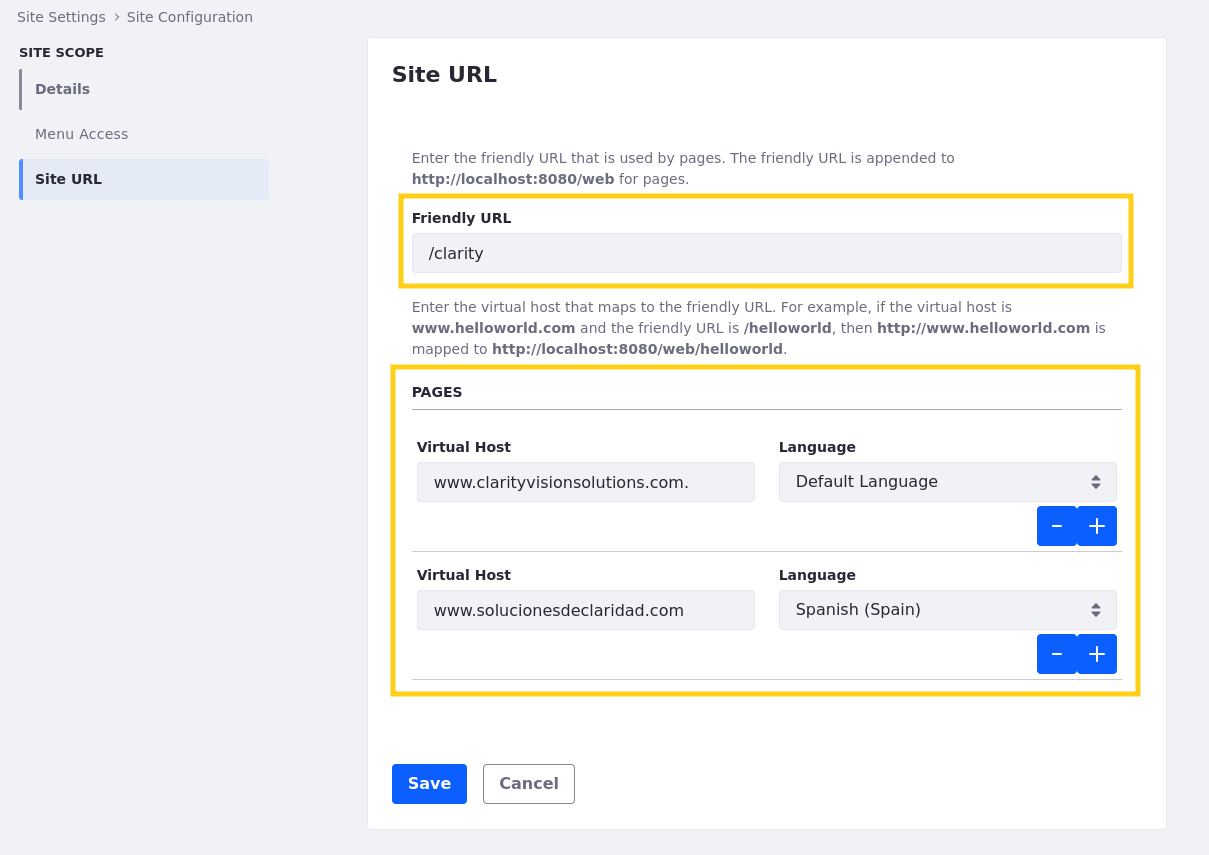 Site Settings > Site Configuration
SITE SCOPE
Details
Menu Access
Site URL
Site URL
Enter the friendly URL that is used by pages. The friendly URL is appended to
http://localhost:8080/web for pages.
Friendly URL
/clarity
Enter the virtual host that maps to the friendly URL. For example, if the virtual host is
www.helloworld.com and the friendly URL is /helloworld, then http://www.helloworld.com is
mapped to http://localhost:8080/web/helloworld.
PAGES
Virtual Host Language
www.clarityvisionsolutions.com. Default Language
- +
Virtual Host Language
www.solucionesdeclaridad.com Spanish (Spain)
- +
Save Cancel